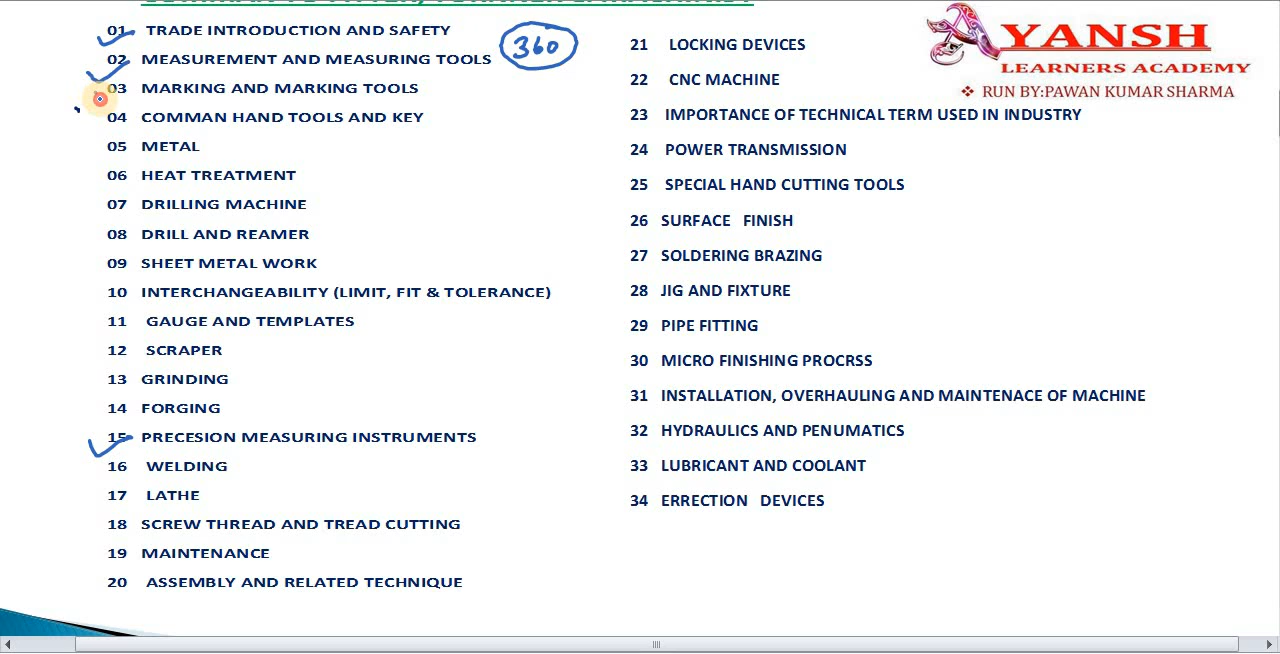 01 TRADE INTRODUCTION AND SAFETY
02 MEASUREMENT AND MEASURING TOOLS
360
03 MARKING AND MARKING TOOLS
04 COMMAN HAND TOOLS AND KEY
05 METAL
06 HEAT TREATMENT
07 DRILLING MACHINE
08 DRILL AND REAMER
09 SHEET METAL WORK
10 INTERCHANGEABILITY (LIMIT, FIT & TOLERANCE)
11 GAUGE AND TEMPLATES
12 SCRAPER
13 GRINDING
14 FORGING
15 PRECESION MEASURING INSTRUMENTS
16 WELDING
17 LATHE
18 SCREW THREAD AND TREAD CUTTING
19 MAINTENANCE
20 ASSEMBLY AND RELATED TECHNIQUE
21 LOCKING DEVICES
22 CNC MACHINE
23 IMPORTANCE OF TECHNICAL TERM USED IN INDUSTRY
24 POWER TRANSMISSION
25 SPECIAL HAND CUTTING TOOLS
26 SURFACE FINISH
27 SOLDERING BRAZING
28 JIG AND FIXTURE
29 PIPE FITTING
30 MICRO FINISHING PROCRSS
31 INSTALLATION, OVERHAULING AND MAINTENACE OF MACHINE
32 HYDRAULICS AND PENUMATICS
33 LUBRICANT AND COOLANT
34 ERRECTION DEVICES
AYANSH
LEARNERS ACADEMY
❖ RUN BY:PAWAN KUMAR SHARMA